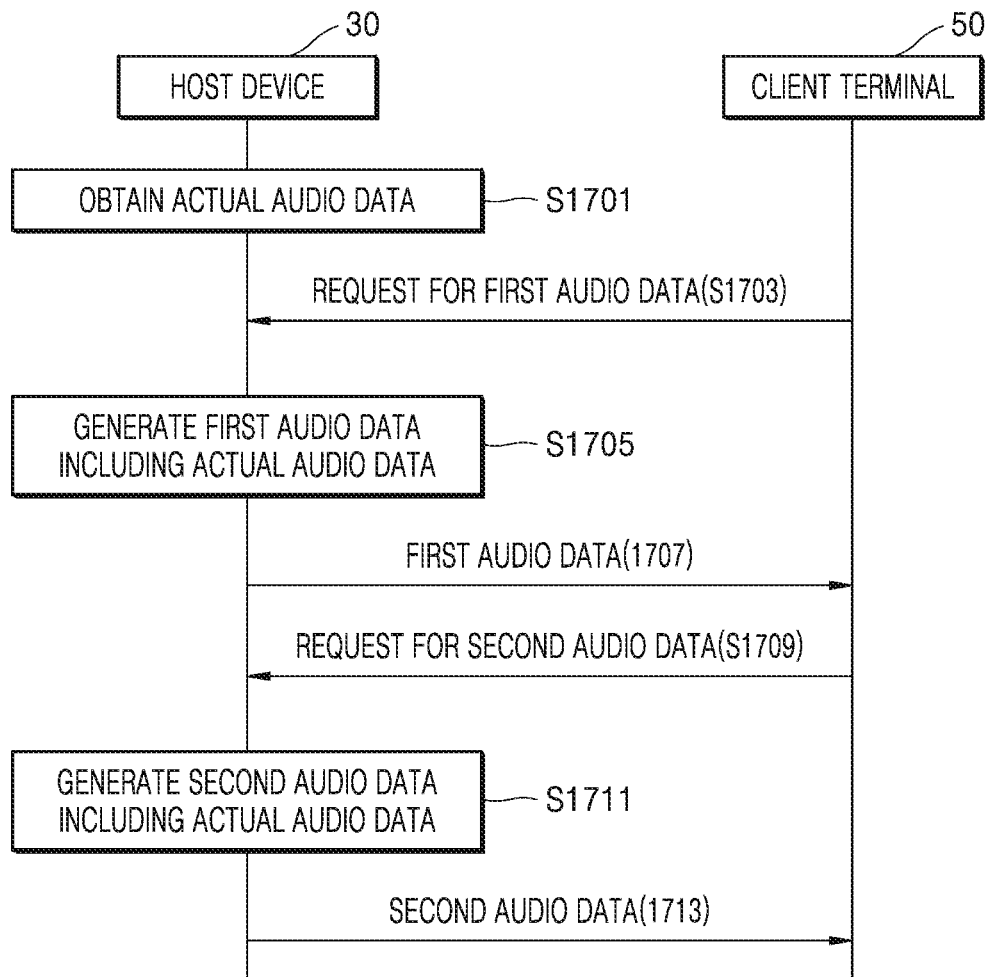 30
50
HOST DEVICE
CLIENT TERMINAL
OBTAIN ACTUAL AUDIO DATA
S1701
REQUEST FOR FIRST AUDIO DATA(S1703)
GENERATE FIRST AUDIO DATA
INCLUDING ACTUAL AUDIO DATA
S1705
FIRST AUDIO DATA(1707)
REQUEST FOR SECOND AUDIO DATA(S1709)
GENERATE SECOND AUDIO DATA
INCLUDING ACTUAL AUDIO DATA
S1711
SECOND AUDIO DATA(1713)